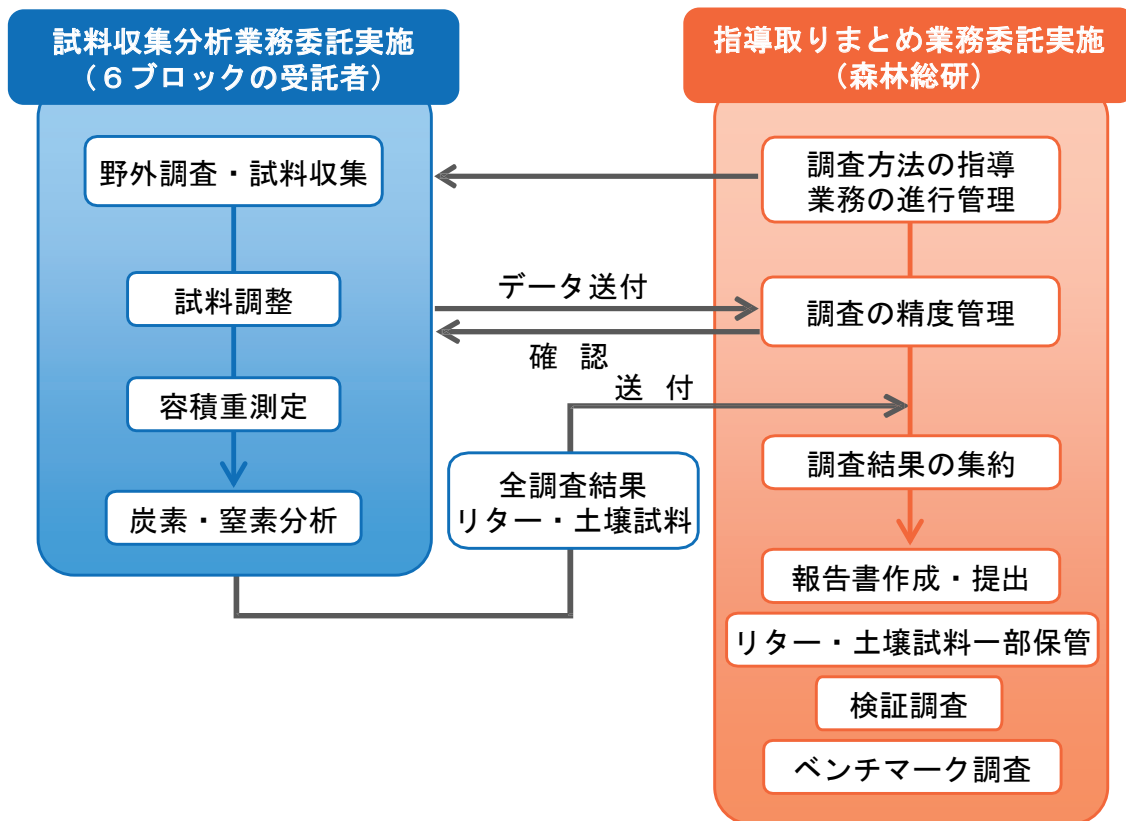 試料収集分析業務委託実施
（６ブロックの受託者）
野外調査・試料収集
試料調整
容積重測定
炭素・窒素分析
データ送付
確 認
送 付
全調査結果
リター・土壌試料
指導取りまとめ業務委託実施
（森林総研）
調査方法の指導
業務の進行管理
調査の精度管理
調査結果の集約
報告書作成・提出
リター・土壌試料一部保管
検証調査
ベンチマーク調査